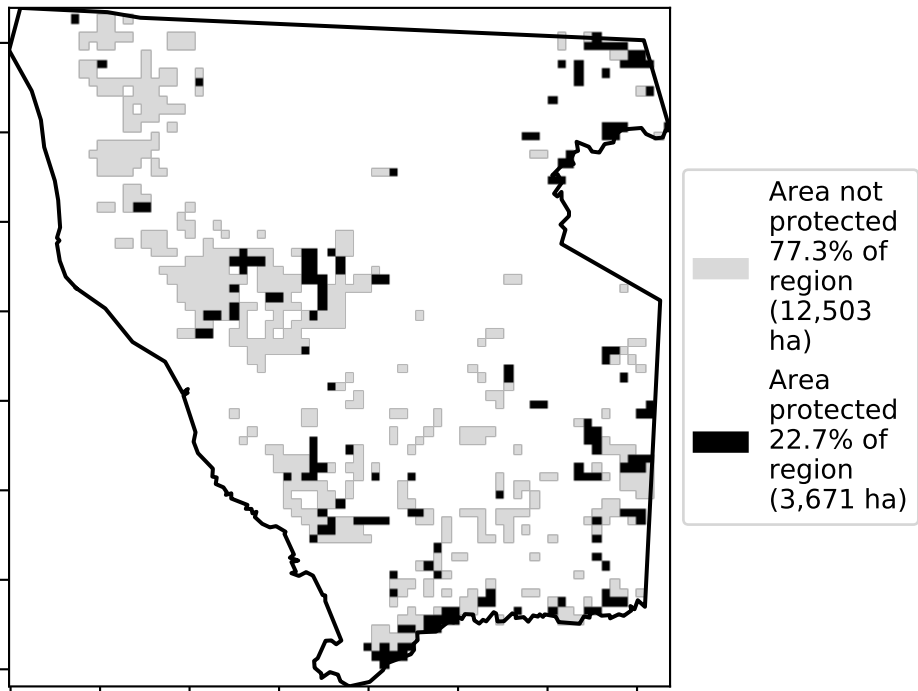 Area not
protected
77.3% of
region
(12,503
ha)
Area
protected
22.7% of
region
(3,671 ha)